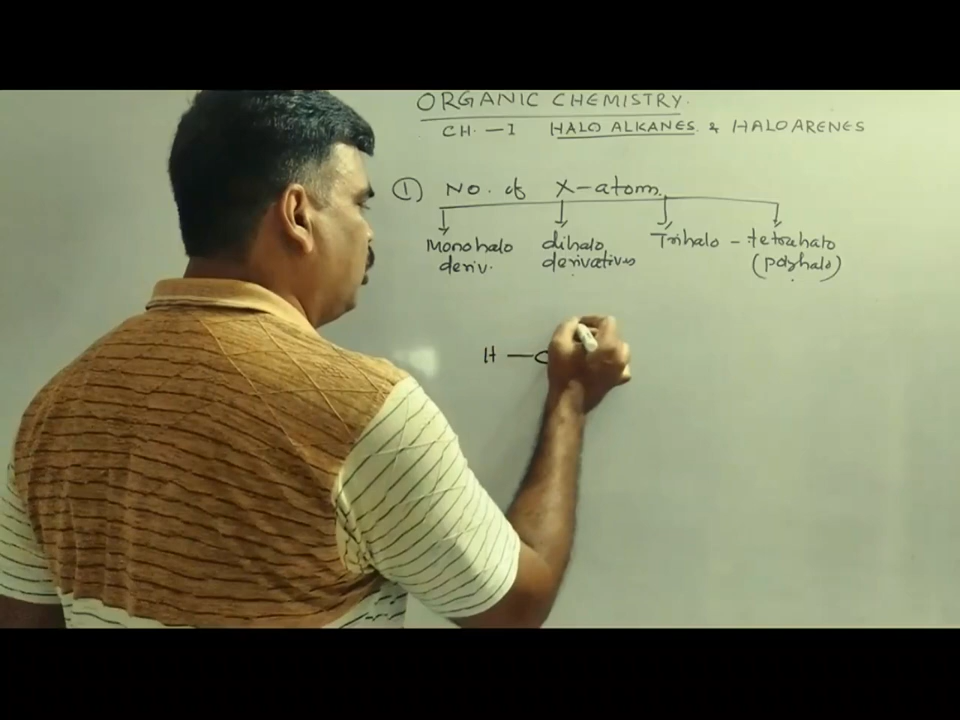 ORGANIC CHEMISTRY.
CH. - I HALO ALKANES & HALOARENES
① No. of X-atom.
Monohalo deriv.
dihalo derivatives
Trihalo - tetrahalo (polyhalo)
H - C